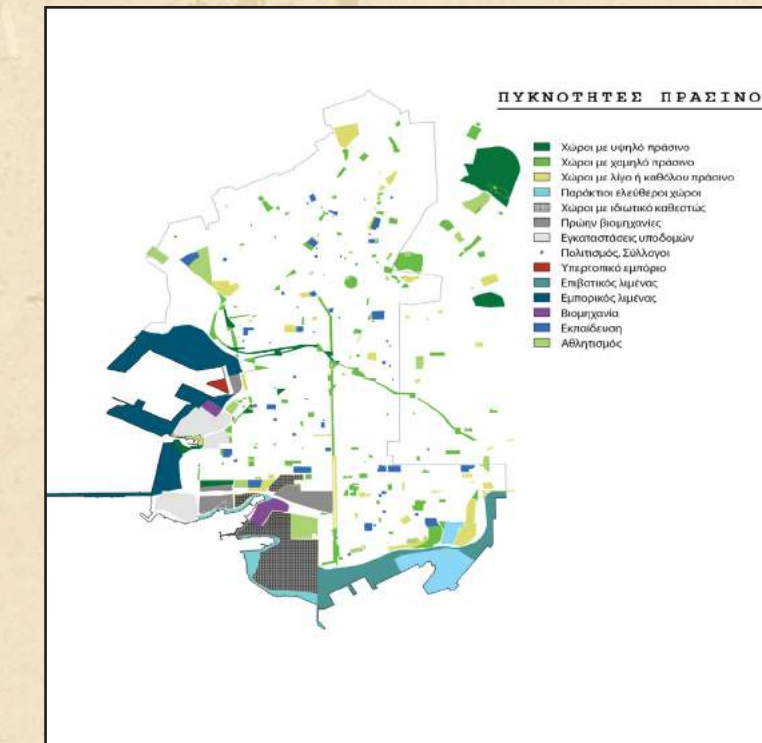 ΠΥΚΝΟΤΗΤΕΣ ΠΡΑΣΙΝΟ
Χώροι με υψηλό πράσινο
Χώροι με χαμηλό πράσινο
Χώροι με λίγο ή καθόλου πράσινο
Παράκτιοι ελεύθεροι χώροι
Χώροι με ιδιωτικό καθεστώς
Πρώην βιομηχανίες
Εγκαταστάσεις υποδομών
Πολιτισμός, Σύλλογοι
Υπερτοπικό εμπόριο
Επιβατικός λιμένας
Εμπορικός λιμένας
Βιομηχανία
Εκπαίδευση
Αθλητισμός